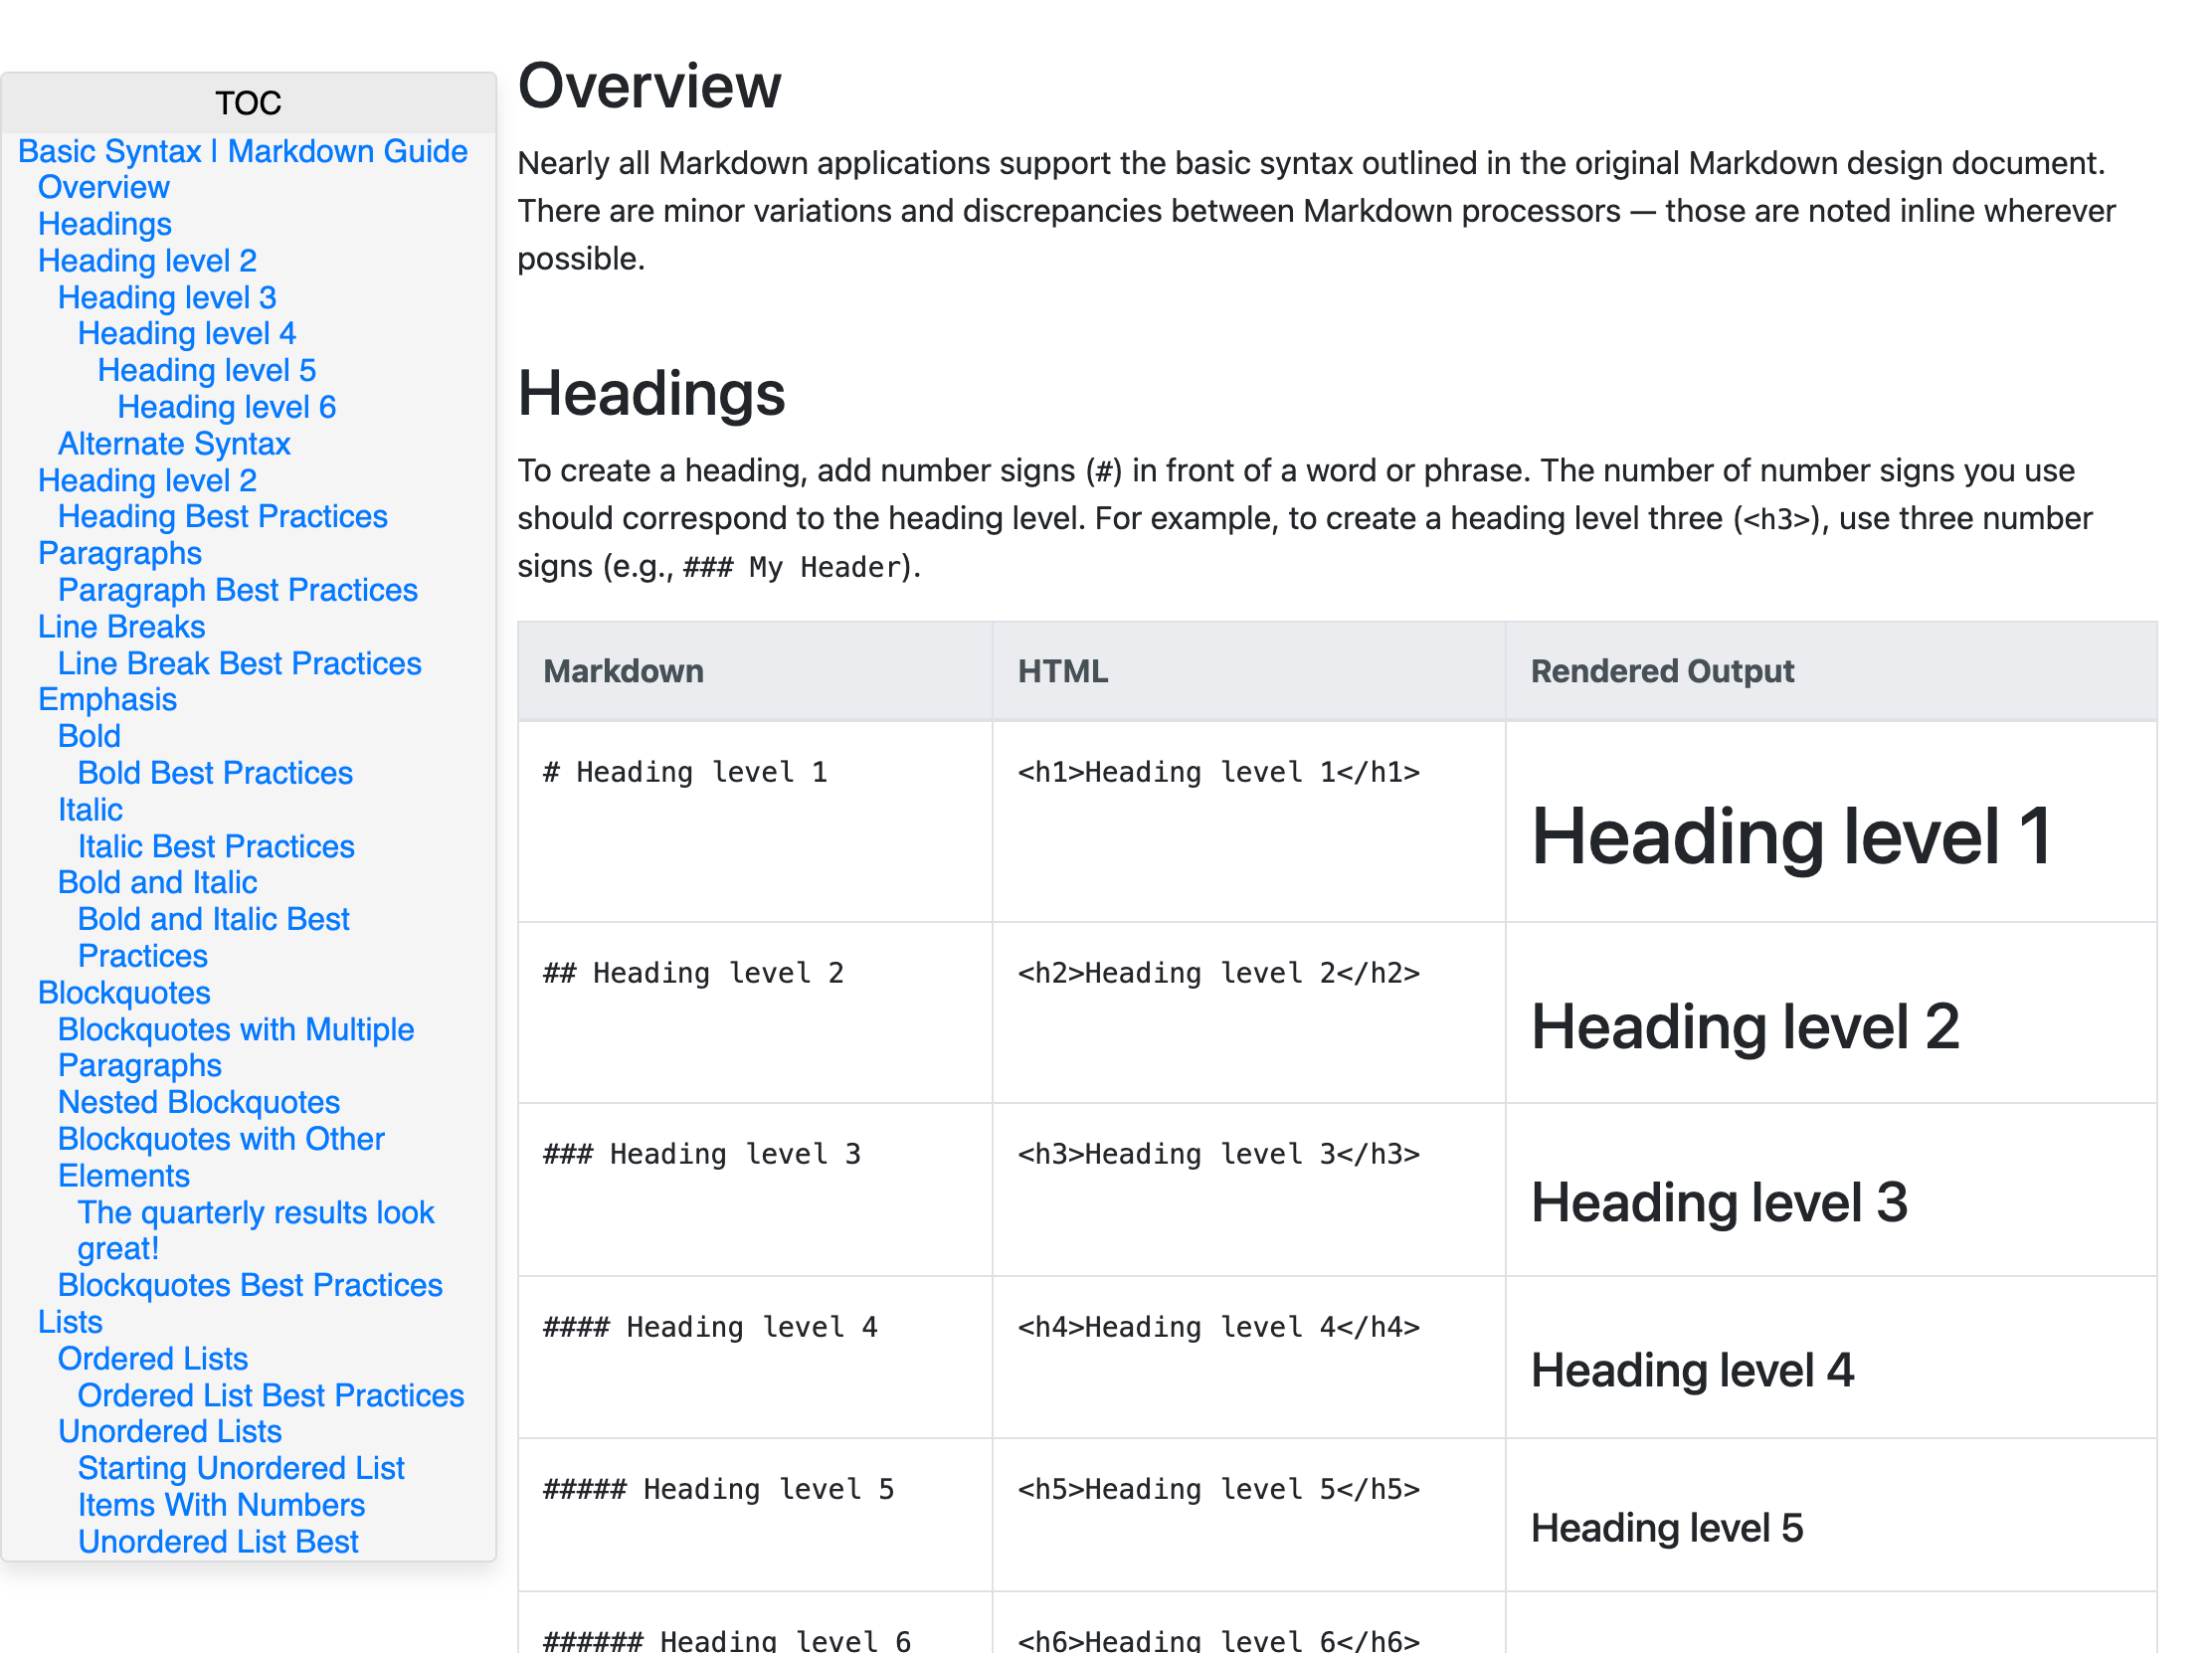 TOC
Basic Syntax | Markdown Guide
Overview
Headings
Heading level 2
Heading level 3
Heading level 4
Heading level 5
Heading level 6
Alternate Syntax
Heading level 2
Heading Best Practices
Paragraphs
Paragraph Best Practices
Line Breaks
Line Break Best Practices
Emphasis
Bold
Bold Best Practices
Italic
Italic Best Practices
Bold and Italic
Bold and Italic Best
Practices
Blockquotes
Blockquotes with Multiple
Paragraphs
Nested Blockquotes
Blockquotes with Other
Elements
The quarterly results look
great!
Blockquotes Best Practices
Lists
Ordered Lists
Ordered List Best Practices
Unordered Lists
Starting Unordered List
Items With Numbers
Unordered List Best
Overview
Nearly all Markdown applications support the basic syntax outlined in the original Markdown design document.
There are minor variations and discrepancies between Markdown processors — those are noted inline wherever
possible.
Headings
To create a heading, add number signs (#) in front of a word or phrase. The number of number signs you use
should correspond to the heading level. For example, to create a heading level three (<h3>), use three number
signs (e.g., ### My Header).
Markdown HTML Rendered Output
# Heading level 1 <h1>Heading level 1</h1> Heading level 1
## Heading level 2 <h2>Heading level 2</h2> Heading level 2
### Heading level 3 <h3>Heading level 3</h3> Heading level 3
#### Heading level 4 <h4>Heading level 4</h4> Heading level 4
##### Heading level 5 <h5>Heading level 5</h5> Heading level 5
###### Heading level 6 <h6>Heading level 6</h6>